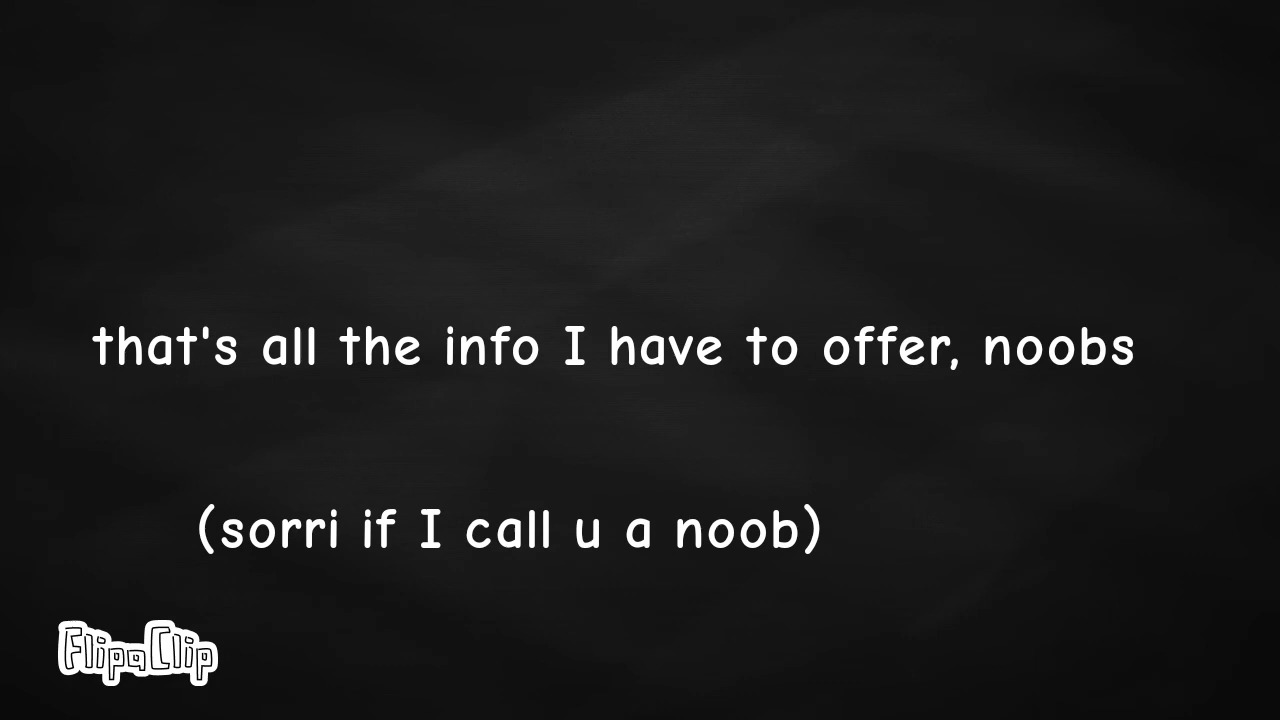 that's all the info I have to offer, noobs
(sorri if I call u a noob)
FlipaClip